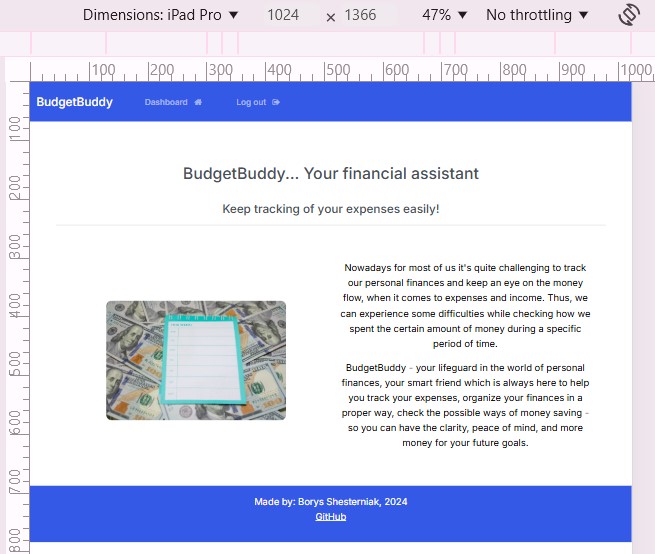 Dimensions: iPad Pro ▼ 1024 × 1366 47% ▼ No throttling ▼
100 200 300 400 500 600 700 800 900 1000
100
200
300
400
500
600
700
800
BudgetBuddy Dashboard Log out
BudgetBuddy... Your financial assistant
Keep tracking of your expenses easily!
Nowadays for most of us it's quite challenging to track
our personal finances and keep an eye on the money
flow, when it comes to expenses and income. Thus, we
can experience some difficulties while checking how we
spent the certain amount of money during a specific
period of time.
BudgetBuddy - your lifeguard in the world of personal
finances, your smart friend which is always here to help
you track your expenses, organize your finances in a
proper way, check the possible ways of money saving -
so you can have the clarity, peace of mind, and more
money for your future goals.
Made by: Borys Shesterniak, 2024
GitHub